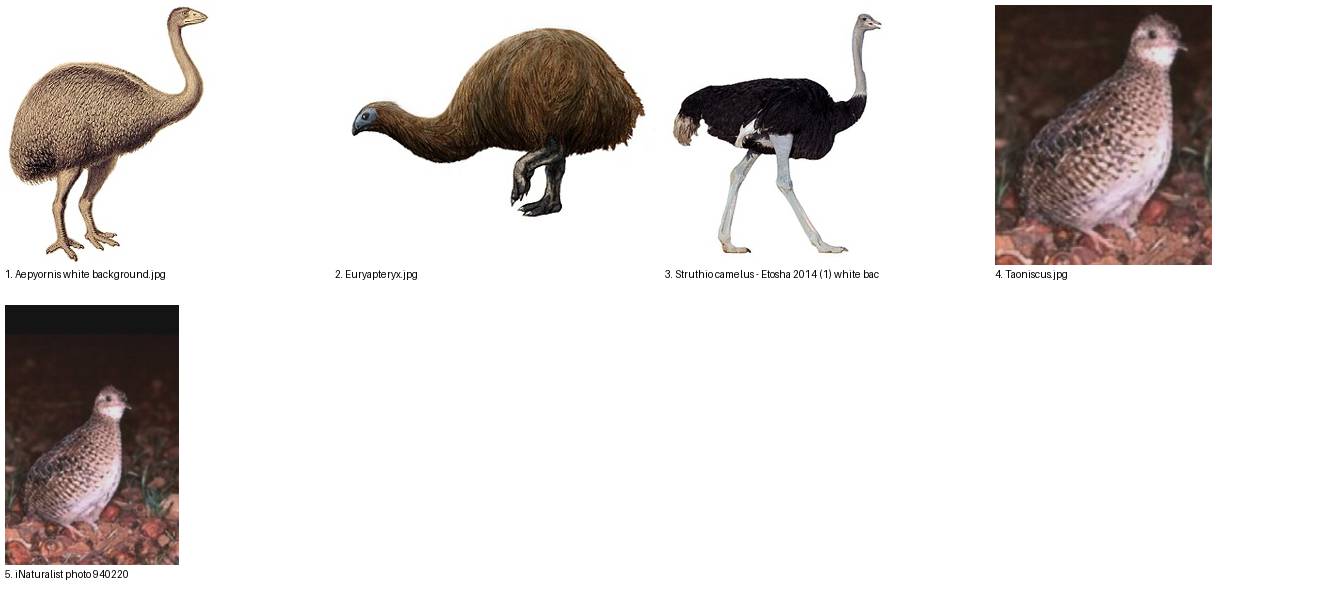 1. Aepyornis white background.jpg
2. Euryapteryx.jpg
3. Struthio camelus - Etosha 2014 (1) white bac
4. Taoniscus.jpg
5. iNaturalist photo 940220